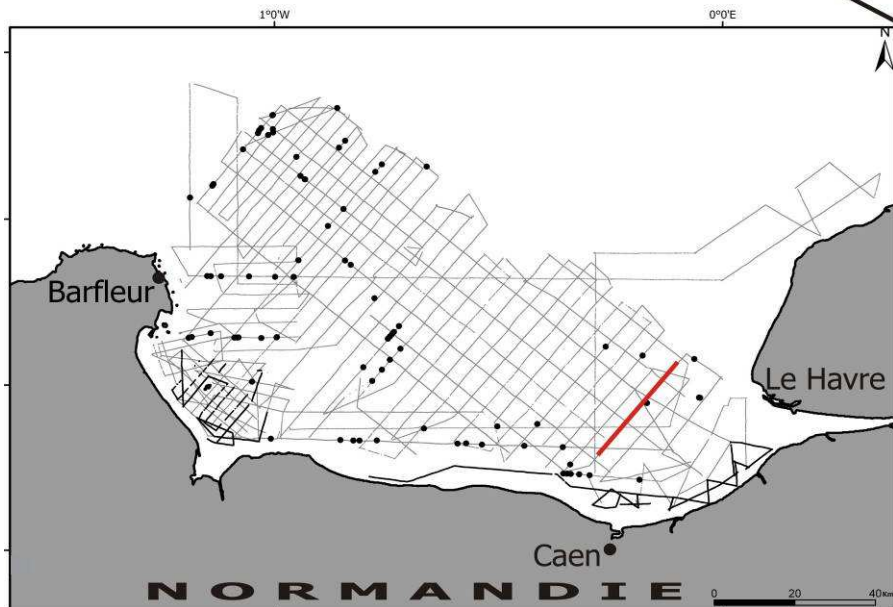 1°0'W 0°0'E
N
Barfleur
Le Havre
Caen
NORMANDIE
0 20 40Km